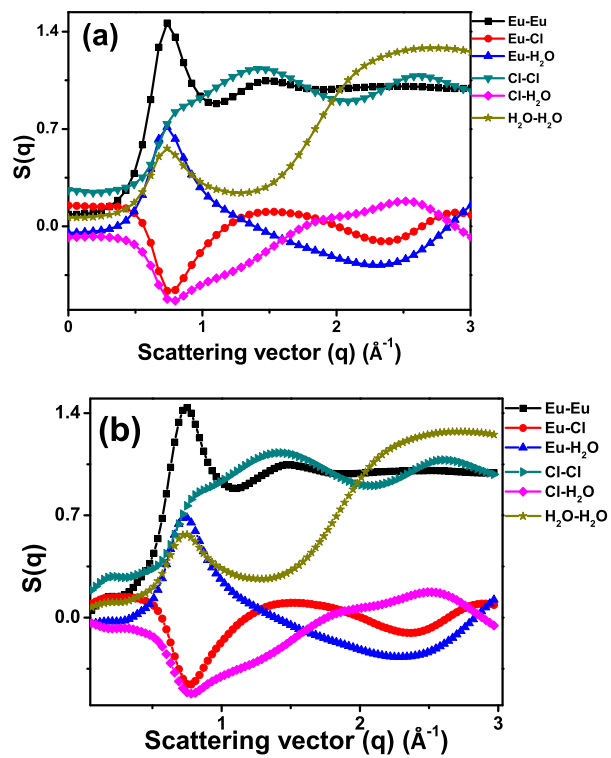 (a)
S(q)
1.4
0.7
0.0
0
1
2
3
Scattering vector (q) (Å⁻¹)
Eu-Eu
Eu-Cl
Eu-H₂O
Cl-Cl
Cl-H₂O
H₂O-H₂O
(b)
S(q)
1.4
0.7
0.0
1
2
3
Scattering vector (q) (Å⁻¹)
Eu-Eu
Eu-Cl
Eu-H₂O
Cl-Cl
Cl-H₂O
H₂O-H₂O